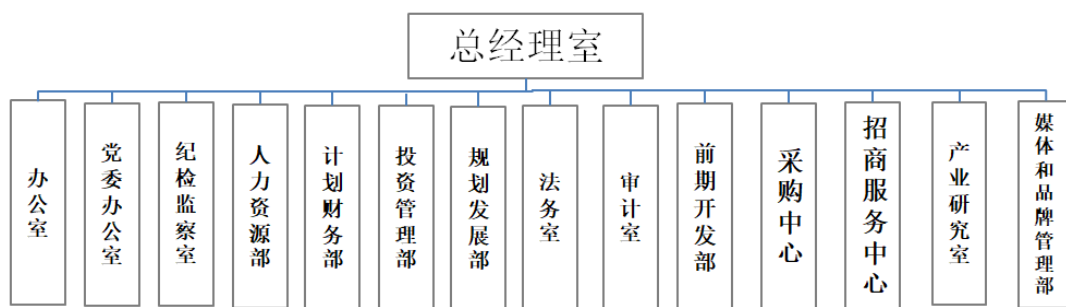 总经理室
办公室
党委办公室
纪检监察室
人力资源部
计划财务部
投资管理部
规划发展部
法务室
审计室
前期开发部
采购中心
招商服务中心
产业研究室
媒体和品牌管理部